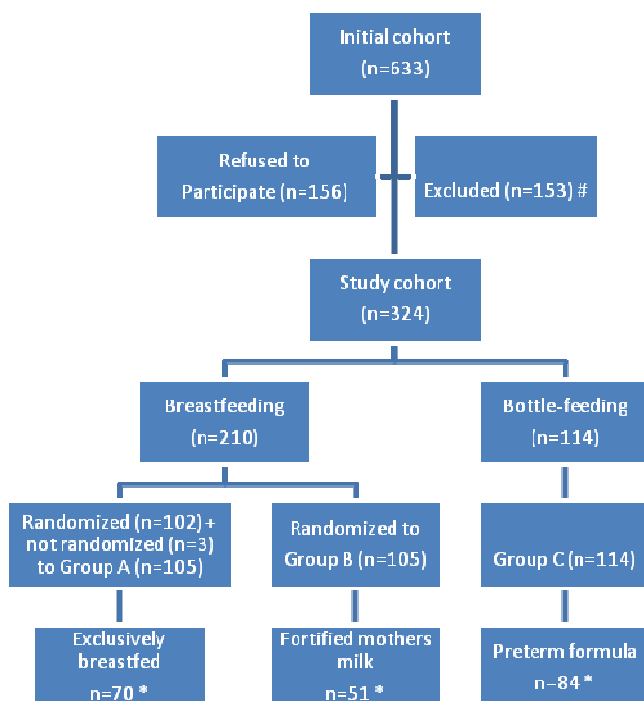 Initial cohort
(n=633)
Refused to
Participate (n=156)
Excluded (n=153) #
Study cohort
(n=324)
Breastfeeding
(n=210)
Bottle-feeding
(n=114)
Randomized (n=102) +
not randomized (n=3)
to Group A (n=105)
Randomized to
Group B (n=105)
Group C (n=114)
Exclusively
breastfed
n=70 *
Fortified mothers
milk
n=51 *
Preterm formula
n=84 *